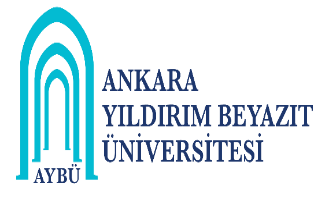 ANKARA
YILDIRIM BEYAZIT
ÜNİVERSİTESİ
AYBÜ